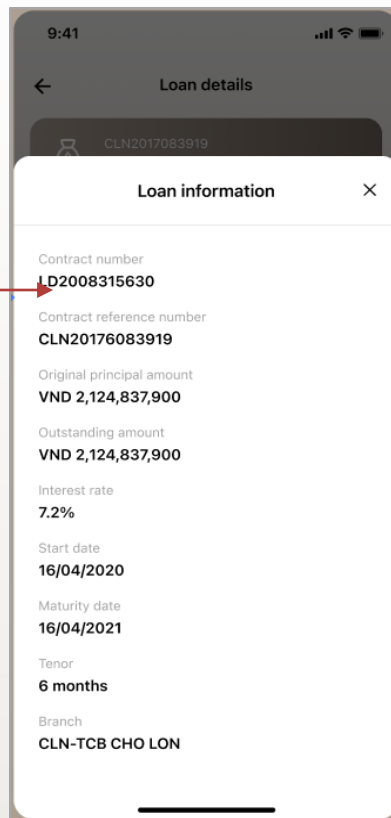 9:41
Loan details
CLN2017083919
Loan information
Contract number
LD2008315630
Contract reference number
CLN20176083919
Original principal amount
VND 2,124,837,900
Outstanding amount
VND 2,124,837,900
Interest rate
7.2%
Start date
16/04/2020
Maturity date
16/04/2021
Tenor
6 months
Branch
CLN-TCB CHO LON